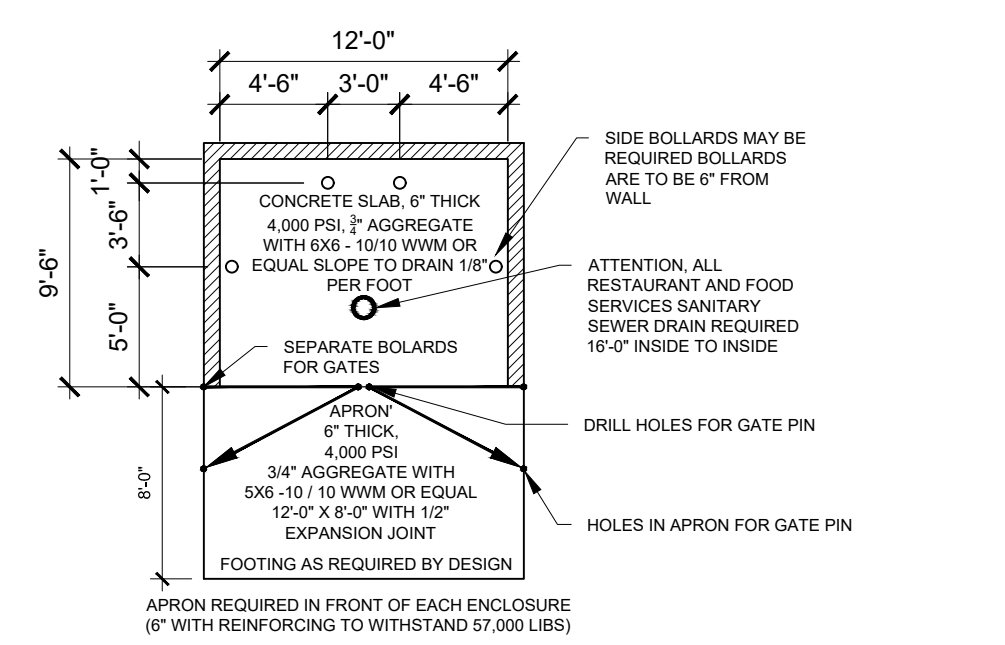 12'-0"
4'-6" 3'-0" 4'-6"
1'-0"
3'-6"
5'-0"
9'-6"
8'-0"
SIDE BOLLARDS MAY BE
REQUIRED BOLLARDS
ARE TO BE 6" FROM
WALL
CONCRETE SLAB, 6" THICK
4,000 PSI, 3/4" AGGREGATE
WITH 6X6 - 10/10 WWM OR
EQUAL SLOPE TO DRAIN 1/8"
PER FOOT
ATTENTION, ALL
RESTAURANT AND FOOD
SERVICES SANITARY
SEWER DRAIN REQUIRED
16'-0" INSIDE TO INSIDE
SEPARATE BOLARDS
FOR GATES
DRILL HOLES FOR GATE PIN
APRON'
6" THICK,
4,000 PSI
3/4" AGGREGATE WITH
5X6 -10 / 10 WWM OR EQUAL
12'-0" X 8'-0" WITH 1/2"
EXPANSION JOINT
HOLES IN APRON FOR GATE PIN
FOOTING AS REQUIRED BY DESIGN
APRON REQUIRED IN FRONT OF EACH ENCLOSURE
(6" WITH REINFORCING TO WITHSTAND 57,000 LIBS)